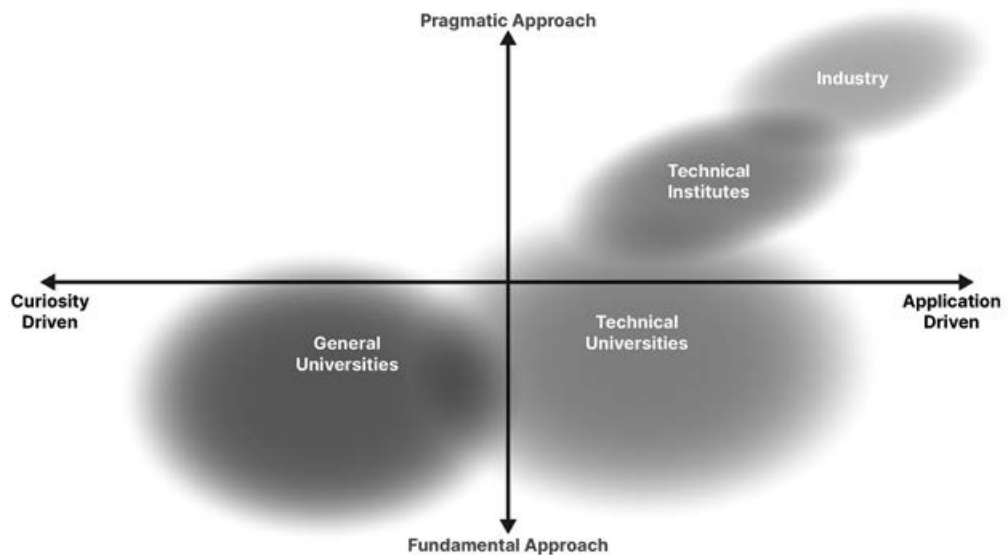 Pragmatic Approach
Industry
Technical
Institutes
Curiosity
Driven
Application
Driven
General
Universities
Technical
Universities
Fundamental Approach